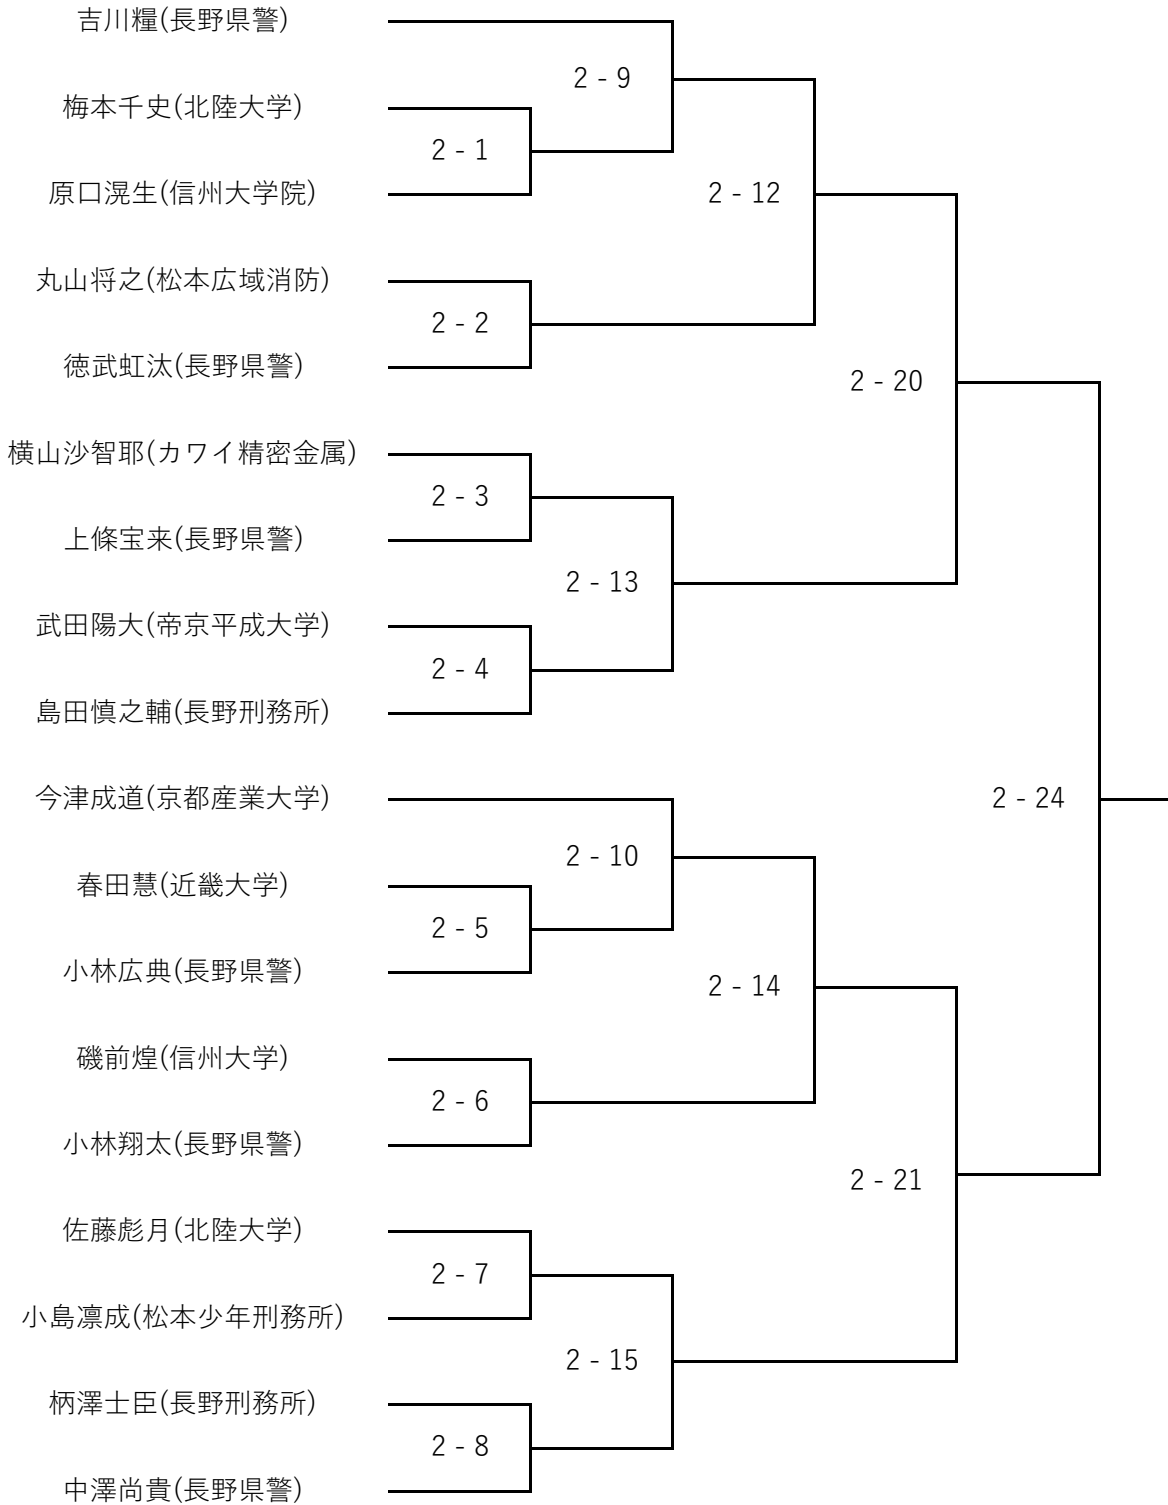 吉川糧(長野県警)
2 - 9
梅本千史(北陸大学)
2 - 1
原口滉生(信州大学院)
2 - 12
丸山将之(松本広域消防)
2 - 2
徳武虹汰(長野県警)
2 - 20
横山沙智耶(カワイ精密金属)
2 - 3
上條宝来(長野県警)
2 - 13
武田陽大(帝京平成大学)
2 - 4
島田慎之輔(長野刑務所)
今津成道(京都産業大学)
2 - 24
2 - 10
春田慧(近畿大学)
2 - 5
小林広典(長野県警)
2 - 14
磯前煌(信州大学)
2 - 6
小林翔太(長野県警)
2 - 21
佐藤彪月(北陸大学)
2 - 7
小島凛成(松本少年刑務所)
2 - 15
柄澤士臣(長野刑務所)
2 - 8
中澤尚貴(長野県警)